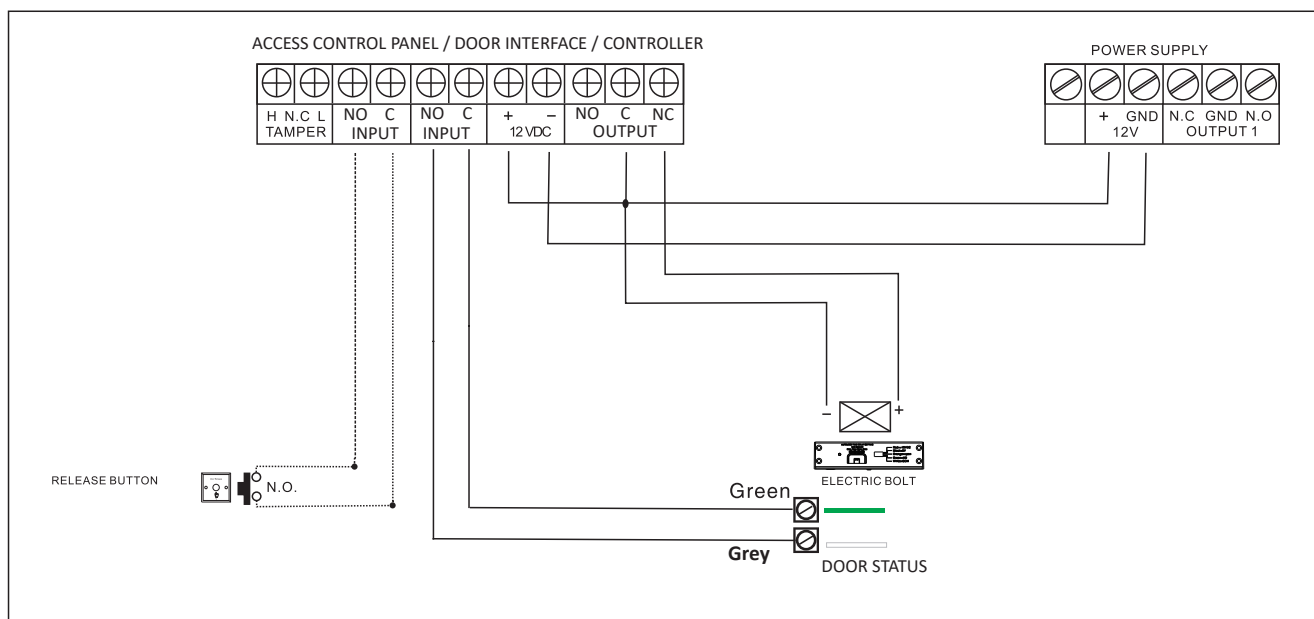 ACCESS CONTROL PANEL / DOOR INTERFACE / CONTROLLER
H N.C L
TAMPER
NO C
INPUT
NO C
INPUT
+ −
12 VDC
NO C NC
OUTPUT
POWER SUPPLY
+ GND
12V
N.C GND N.O
OUTPUT 1
− +
ELECTRIC BOLT
RELEASE BUTTON
N.O.
Green
Grey
DOOR STATUS